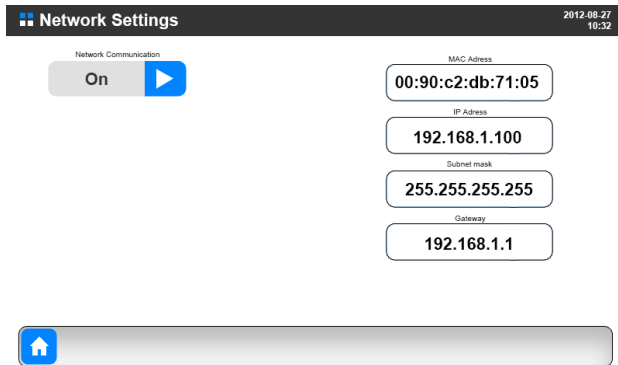 Network Settings
2012-08-27
10:32
Network Communication
On
MAC Adress
00:90:c2:db:71:05
IP Adress
192.168.1.100
Subnet mask
255.255.255.255
Gateway
192.168.1.1